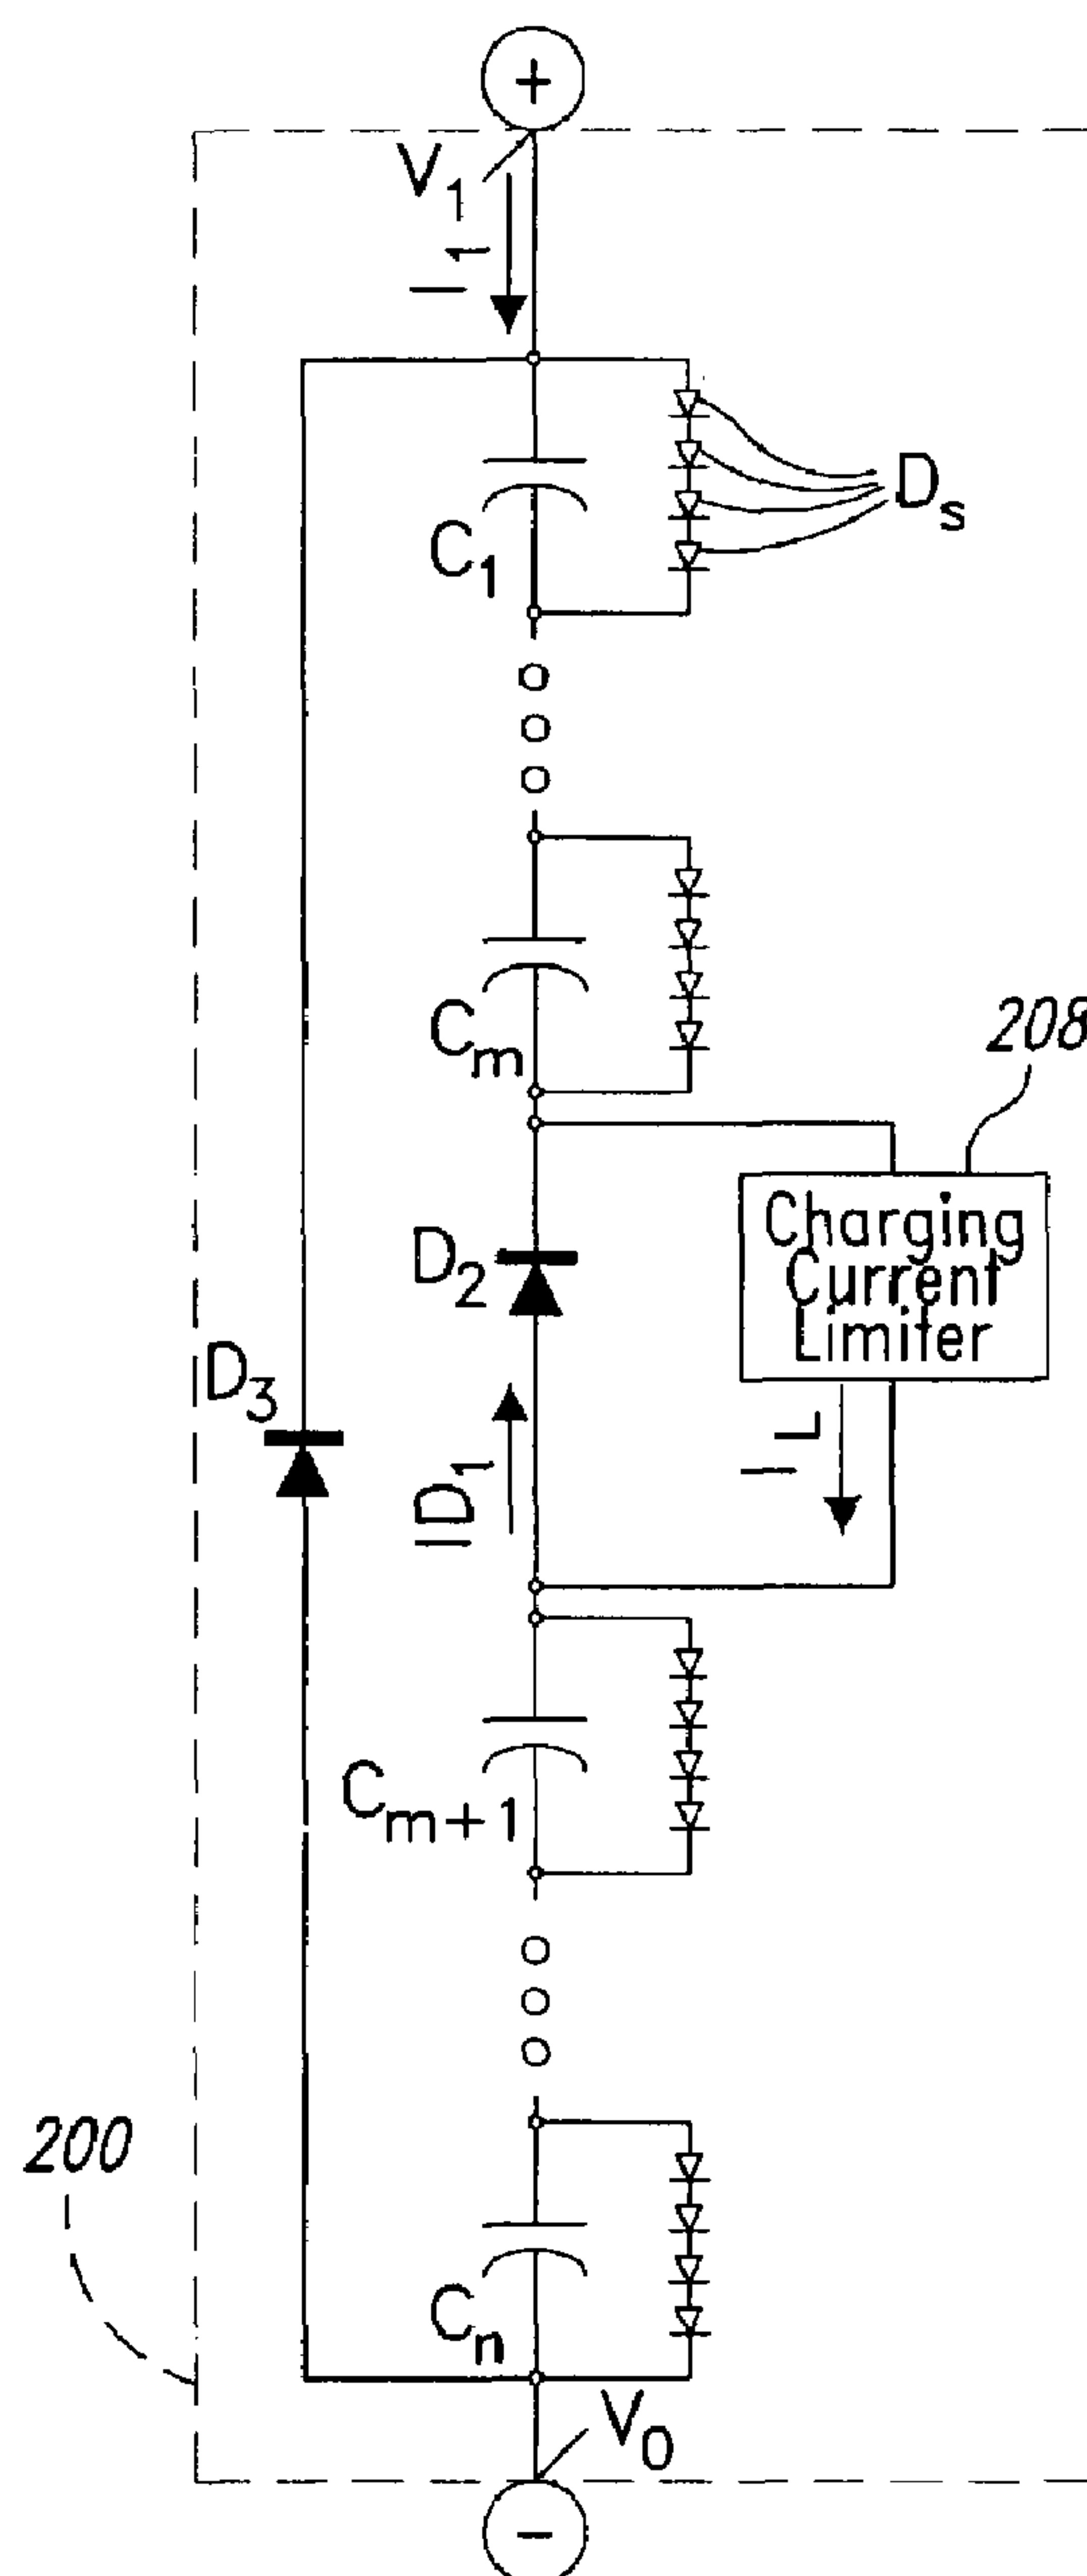 +
V1
I1
Ds
C1
Cm
208
Charging
Current
Limiter
D2
D3
ID1
IL
Cm+1
200
Cn
V0
-